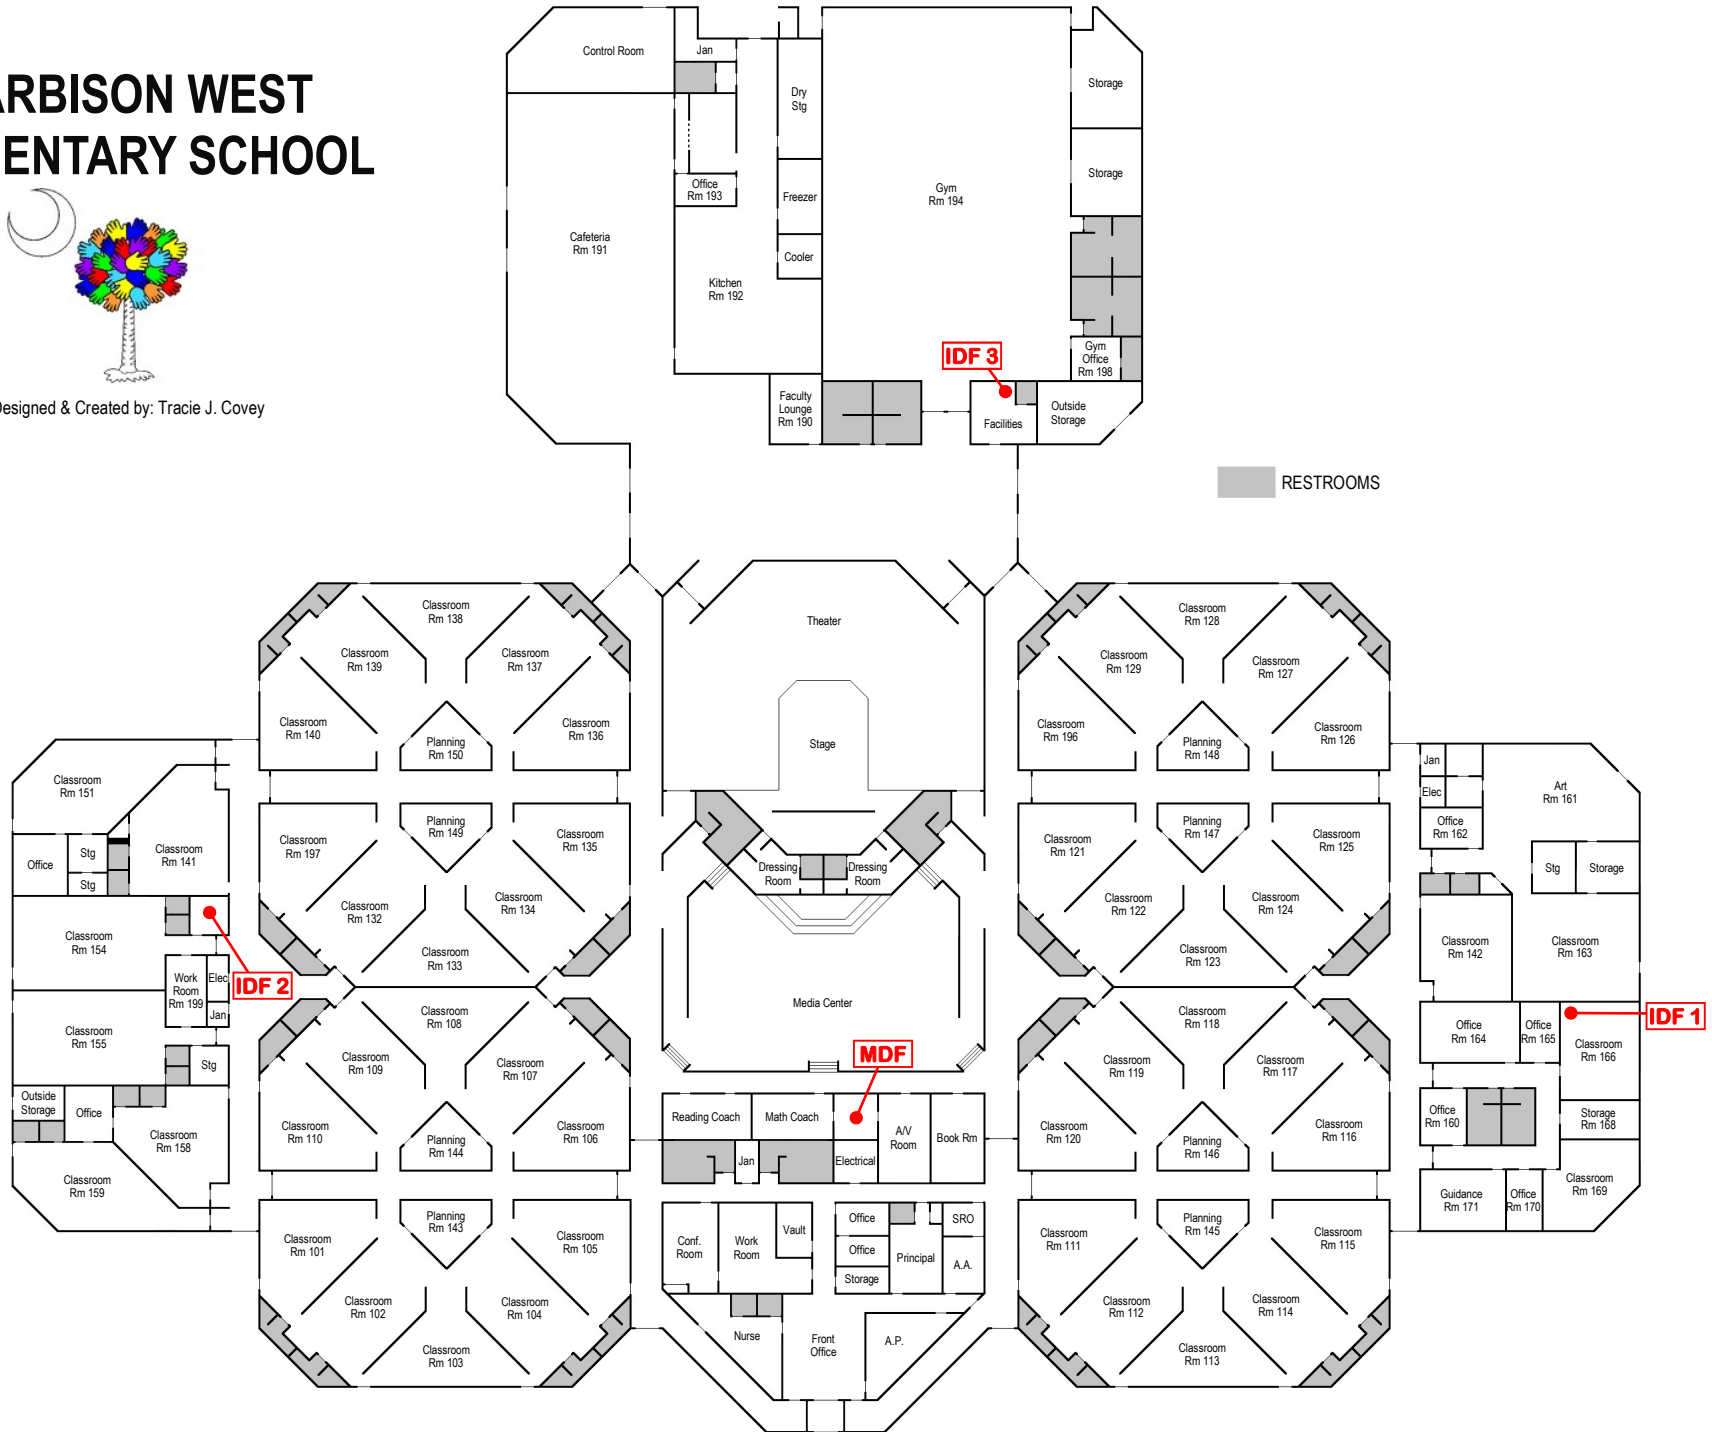 ARBISON WEST
ENTARY SCHOOL
Designed & Created by: Tracie J. Covey
Control Room
Jan
Dry
Stg
Storage
Storage
Office
Rm 193
Freezer
Gym
Rm 194
Cafeteria
Rm 191
Cooler
Kitchen
Rm 192
IDF 3
Gym
Office
Rm 198
Faculty
Lounge
Rm 190
Facilities
Outside
Storage
RESTROOMS
Classroom
Rm 138
Classroom
Rm 139
Classroom
Rm 137
Classroom
Rm 140
Planning
Rm 150
Classroom
Rm 136
Theater
Stage
Classroom
Rm 128
Classroom
Rm 129
Classroom
Rm 127
Classroom
Rm 196
Planning
Rm 148
Classroom
Rm 126
Classroom
Rm 151
Classroom
Rm 141
Office
Stg
Stg
Classroom
Rm 154
Work
Room
Rm 199
Elec
Jan
IDF 2
Classroom
Rm 155
Stg
Outside
Storage
Office
Classroom
Rm 158
Classroom
Rm 159
Classroom
Rm 197
Planning
Rm 149
Classroom
Rm 135
Classroom
Rm 132
Classroom
Rm 134
Classroom
Rm 133
Dressing
Room
Dressing
Room
Media Center
Classroom
Rm 121
Planning
Rm 147
Classroom
Rm 125
Classroom
Rm 122
Classroom
Rm 124
Classroom
Rm 123
Jan
Elec
Art
Rm 161
Office
Rm 162
Stg
Storage
Classroom
Rm 142
Classroom
Rm 163
Office
Rm 164
Office
Rm 165
Classroom
Rm 166
IDF 1
Office
Rm 160
Storage
Rm 168
Classroom
Rm 169
Guidance
Rm 171
Office
Rm 170
Classroom
Rm 108
Classroom
Rm 109
Classroom
Rm 107
Classroom
Rm 110
Planning
Rm 144
Classroom
Rm 106
MDF
Reading Coach
Math Coach
A/V
Room
Book Rm
Jan
Electrical
Classroom
Rm 118
Classroom
Rm 119
Classroom
Rm 117
Classroom
Rm 120
Planning
Rm 146
Classroom
Rm 116
Classroom
Rm 101
Planning
Rm 143
Classroom
Rm 105
Classroom
Rm 102
Classroom
Rm 104
Classroom
Rm 103
Conf.
Room
Work
Room
Vault
Office
Office
Storage
Principal
SRO
A.A.
Nurse
Front
Office
A.P.
Classroom
Rm 111
Planning
Rm 145
Classroom
Rm 115
Classroom
Rm 112
Classroom
Rm 114
Classroom
Rm 113